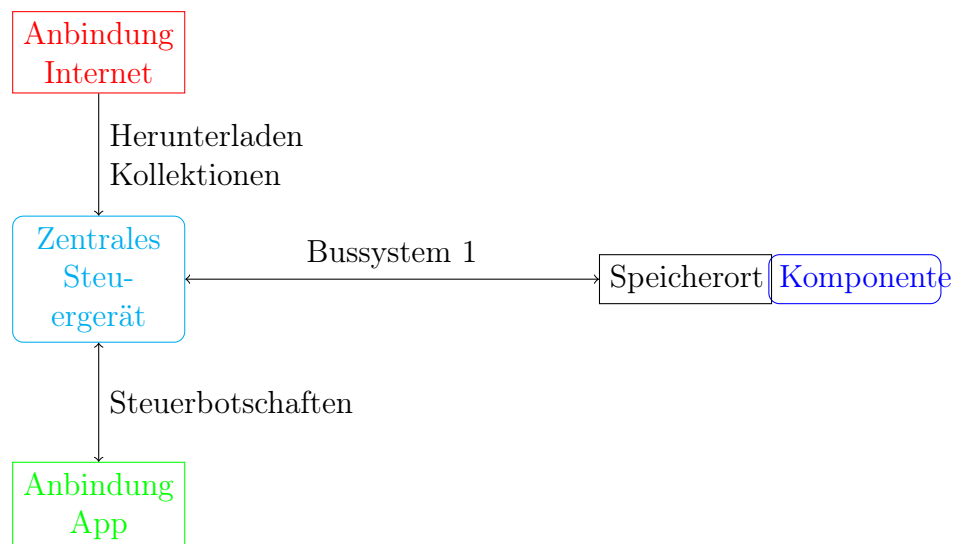 Anbindung
Internet
Herunterladen
Kollektionen
Zentrales
Steu-
ergerät
Bussystem 1
Speicherort
Komponente
Steuerbotschaften
Anbindung
App